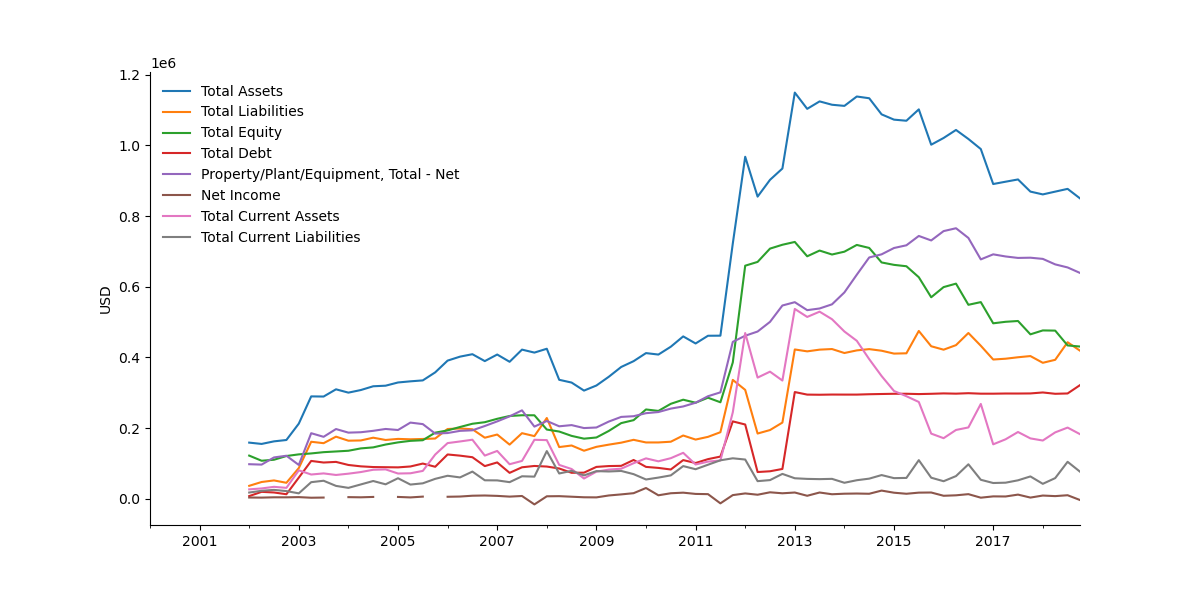 1e6
1.2
1.0
0.8
0.6
0.4
0.2
0.0
USD
Total Assets
Total Liabilities
Total Equity
Total Debt
Property/Plant/Equipment, Total - Net
Net Income
Total Current Assets
Total Current Liabilities
2001 2003 2005 2007 2009 2011 2013 2015 2017